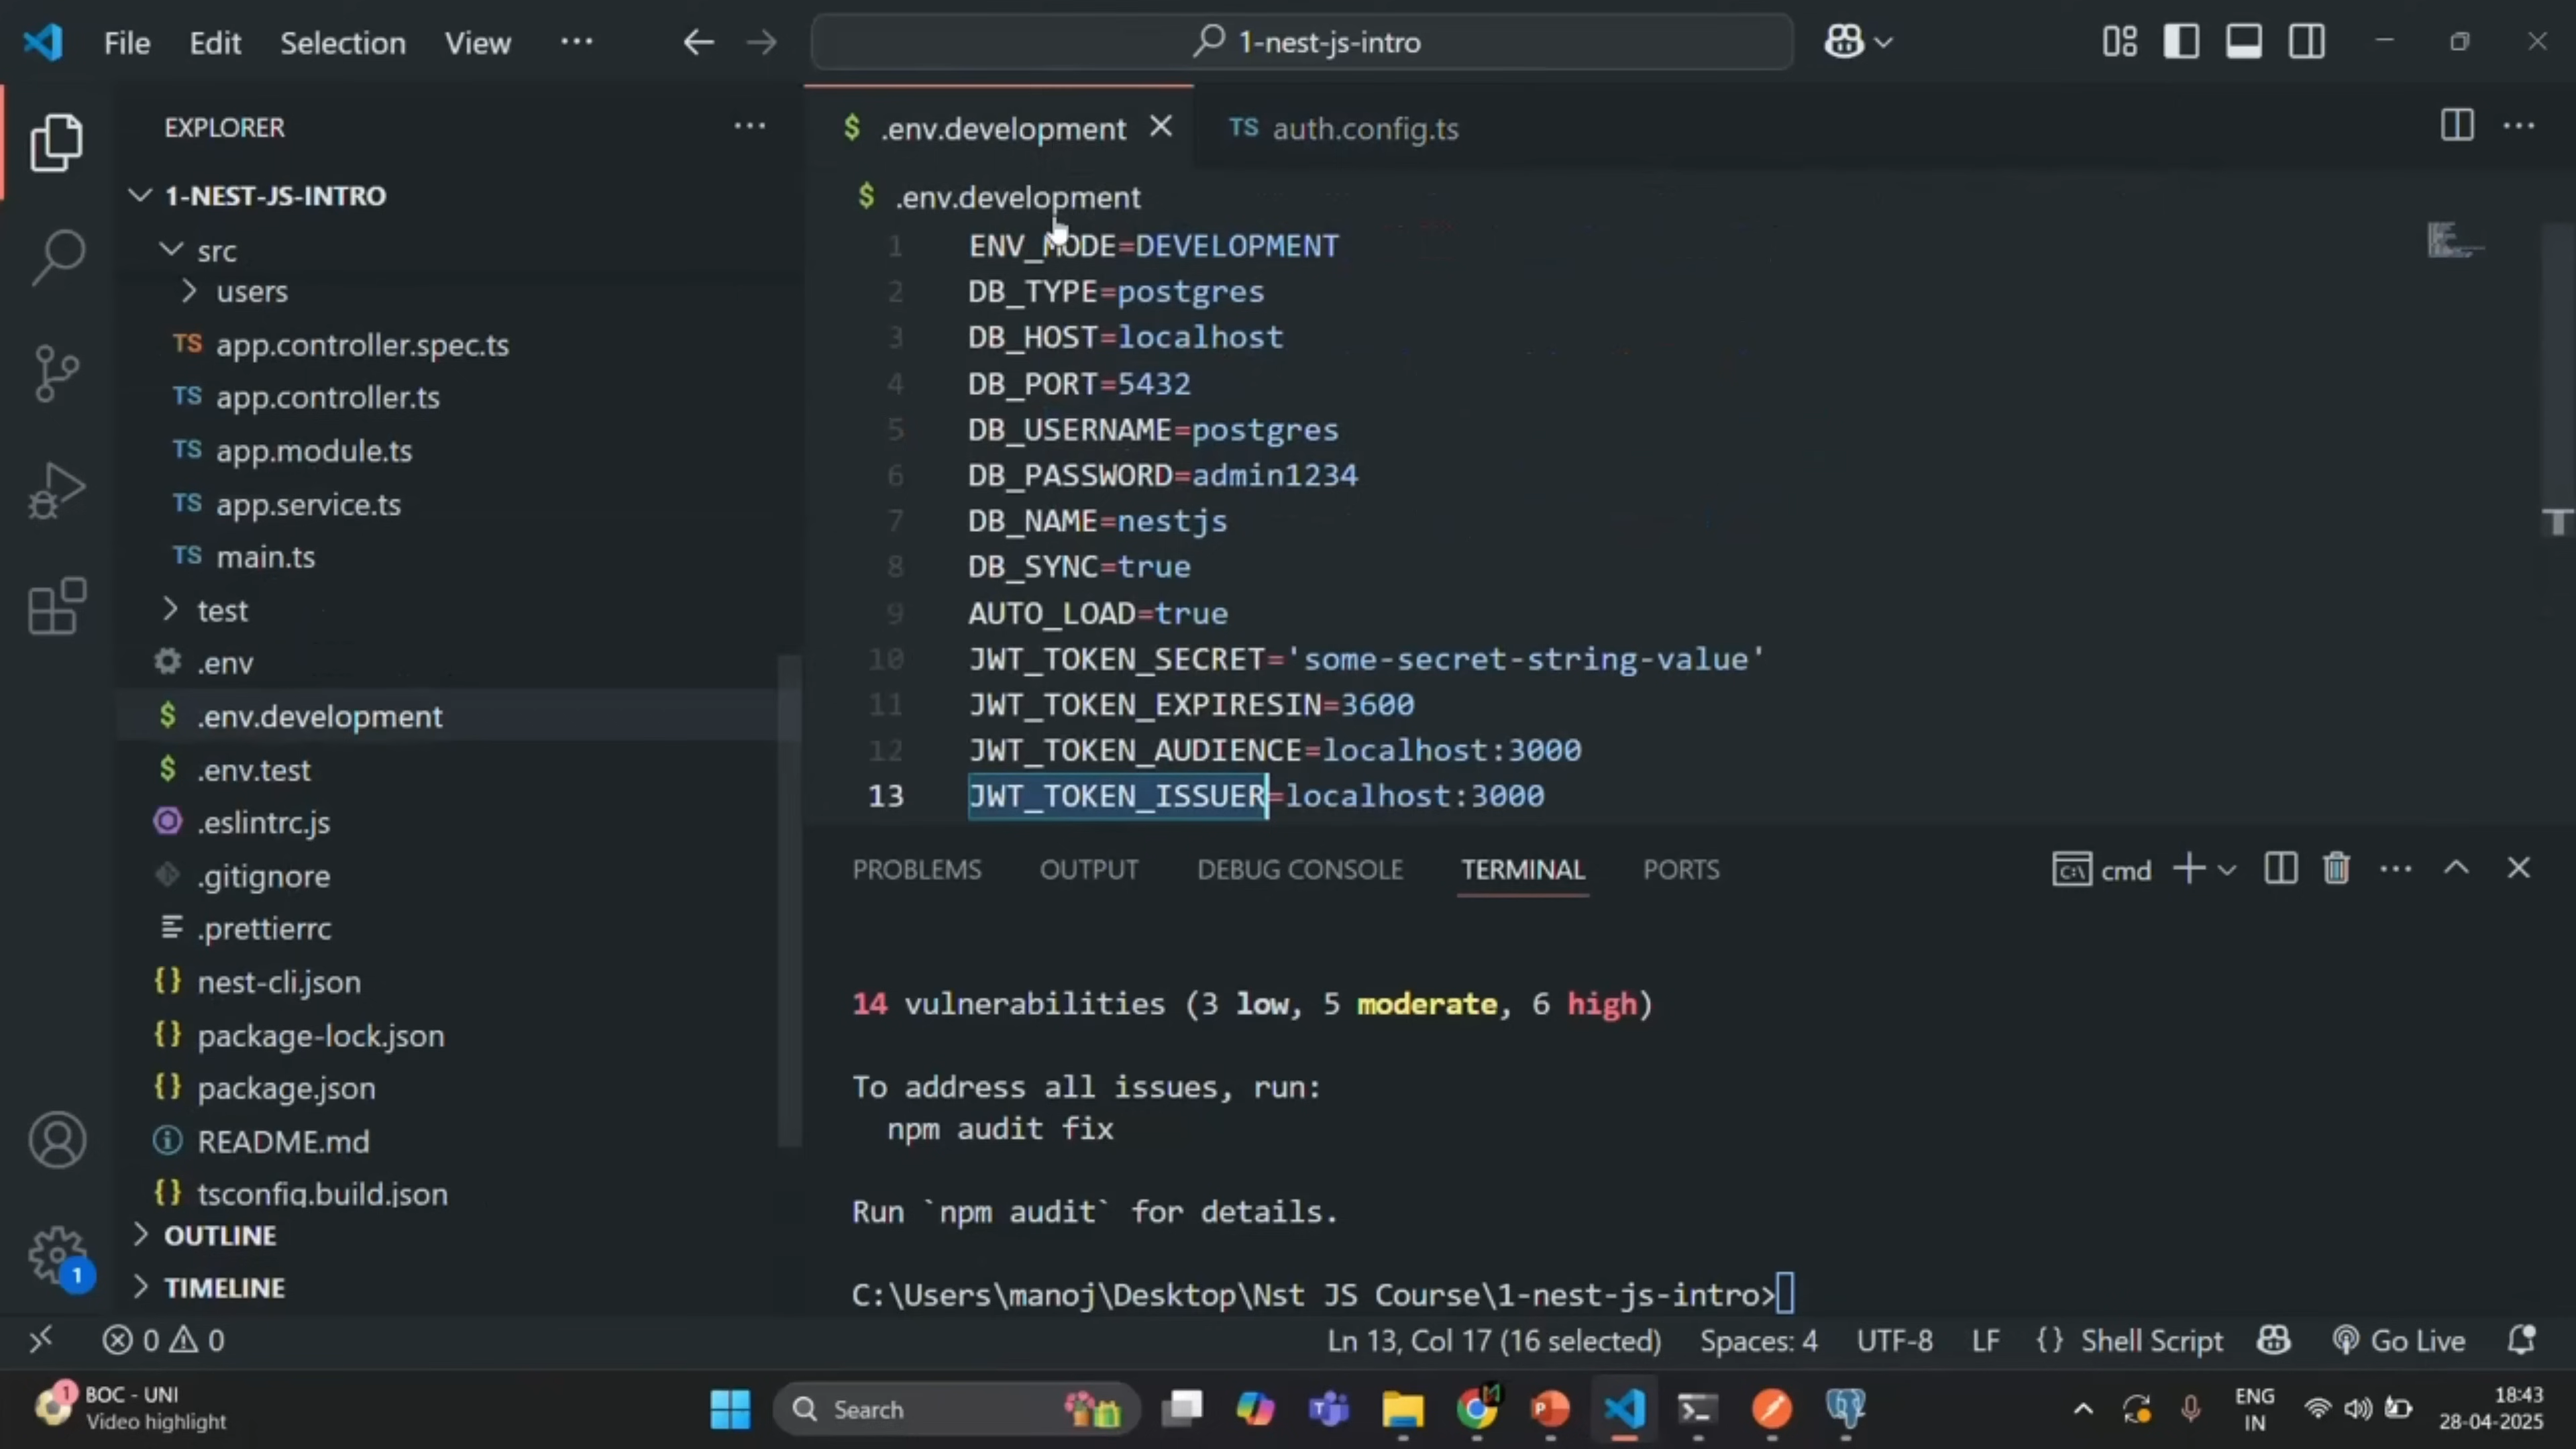 File Edit Selection View ...
1-nest-js-intro
EXPLORER
1-NEST-JS-INTRO
src
users
TS app.controller.spec.ts
TS app.controller.ts
TS app.module.ts
TS app.service.ts
TS main.ts
test
.env
$ .env.development
$ .env.test
.eslintrc.js
.gitignore
.prettierrc
{} nest-cli.json
{} package-lock.json
{} package.json
README.md
{} tsconfig.build.json
OUTLINE
TIMELINE
1
$ .env.development
TS auth.config.ts
$ .env.development
1 ENV_MODE=DEVELOPMENT
2 DB_TYPE=postgres
3 DB_HOST=localhost
4 DB_PORT=5432
5 DB_USERNAME=postgres
6 DB_PASSWORD=admin1234
7 DB_NAME=nestjs
8 DB_SYNC=true
9 AUTO_LOAD=true
10 JWT_TOKEN_SECRET='some-secret-string-value'
11 JWT_TOKEN_EXPIRESIN=3600
12 JWT_TOKEN_AUDIENCE=localhost:3000
13 JWT_TOKEN_ISSUER=localhost:3000
PROBLEMS OUTPUT DEBUG CONSOLE TERMINAL PORTS
cmd
14 vulnerabilities (3 low, 5 moderate, 6 high)
To address all issues, run:
npm audit fix
Run `npm audit` for details.
C:\Users\manoj\Desktop\Nst JS Course\1-nest-js-intro>
0 0
Ln 13, Col 17 (16 selected) Spaces: 4 UTF-8 LF {} Shell Script Go Live
1
BOC - UNI
Video highlight
Search
ENG
IN
18:43
28-04-2025